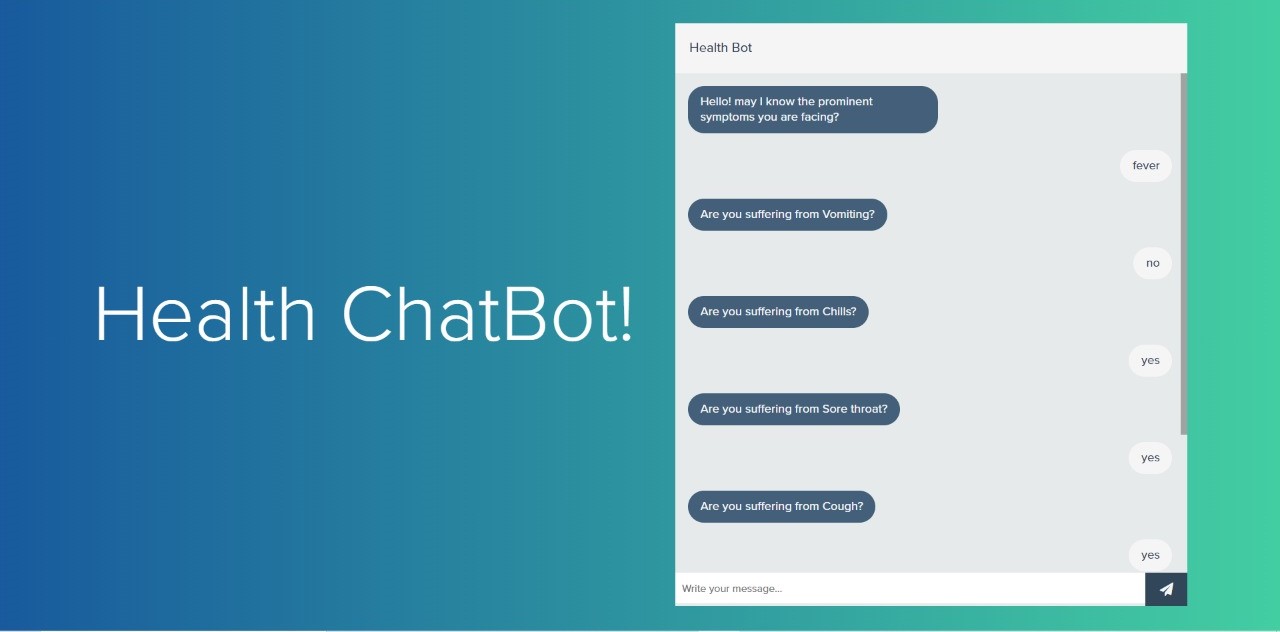 Health ChatBot!
Health Bot
Hello! may I know the prominent
symptoms you are facing?
fever
Are you suffering from Vomiting?
no
Are you suffering from Chills?
yes
Are you suffering from Sore throat?
yes
Are you suffering from Cough?
yes
Write your message...